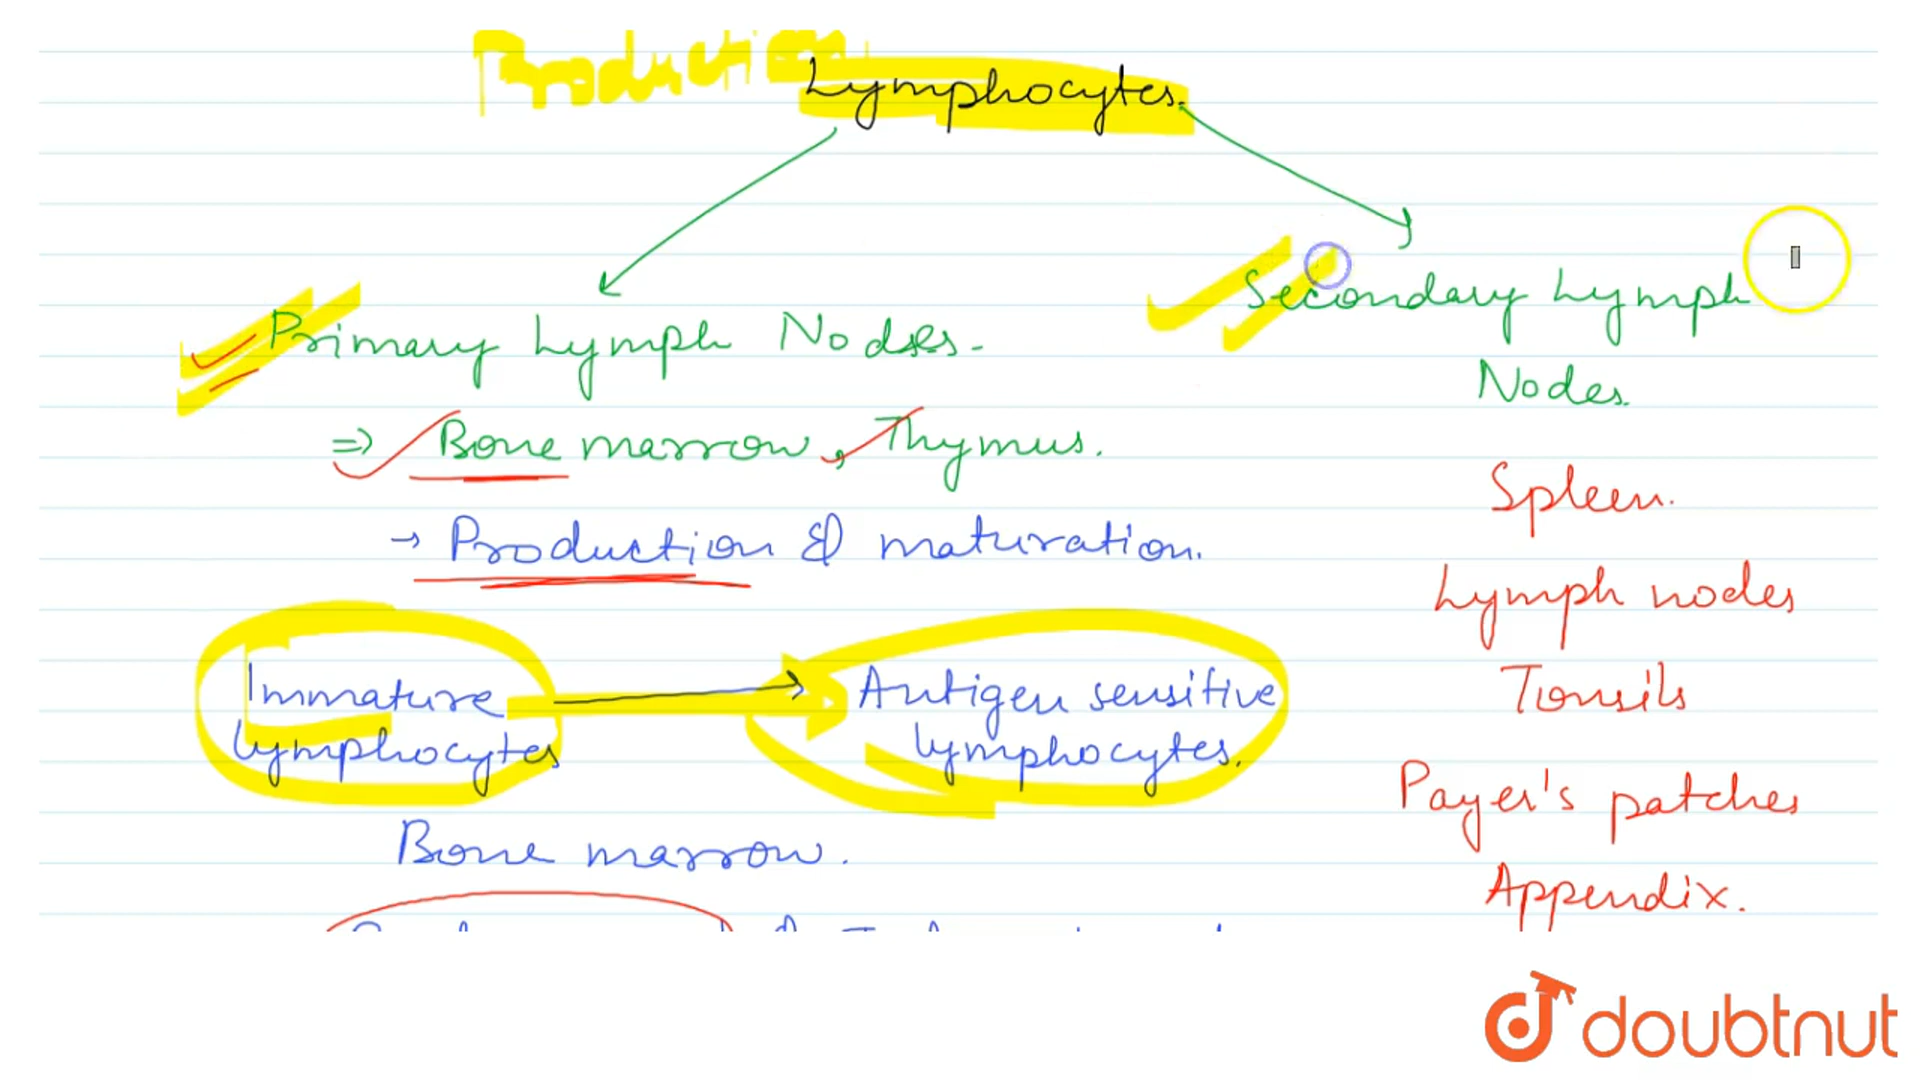 Production
Lymphocytes.
Primary Lymph Nodes.
⇒ Bone marrow, Thymus.
→ Production & maturation.
Immature → Antigen sensitive
lymphocytes lymphocytes.
Bone marrow.
Secondary Lymph
Nodes.
Spleen.
Lymph nodes
Tonsils
Payer's patches
Appendix.
doubtnut